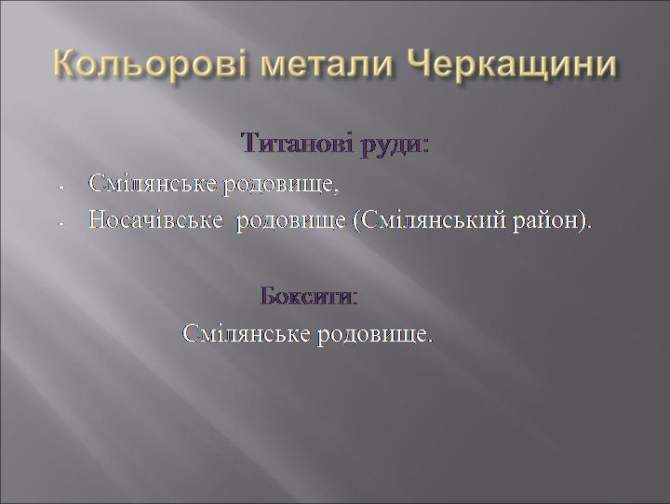 Кольорові метали Черкащини
Титанові руди:
Смілянське родовище,
Носачівське родовище (Смілянський район).
Боксити:
Смілянське родовище.